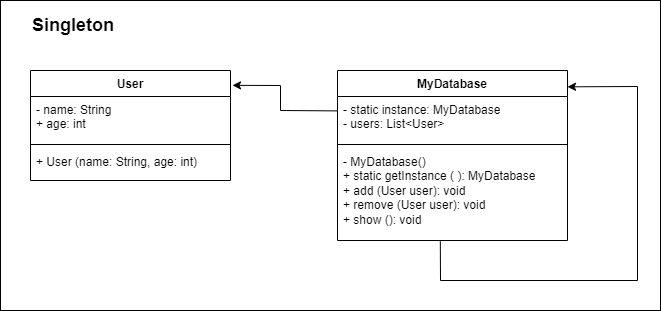 Singleton
User
- name: String
+ age: int
+ User (name: String, age: int)
MyDatabase
- static instance: MyDatabase
- users: List<User>
- MyDatabase()
+ static getInstance ( ): MyDatabase
+ add (User user): void
+ remove (User user): void
+ show (): void